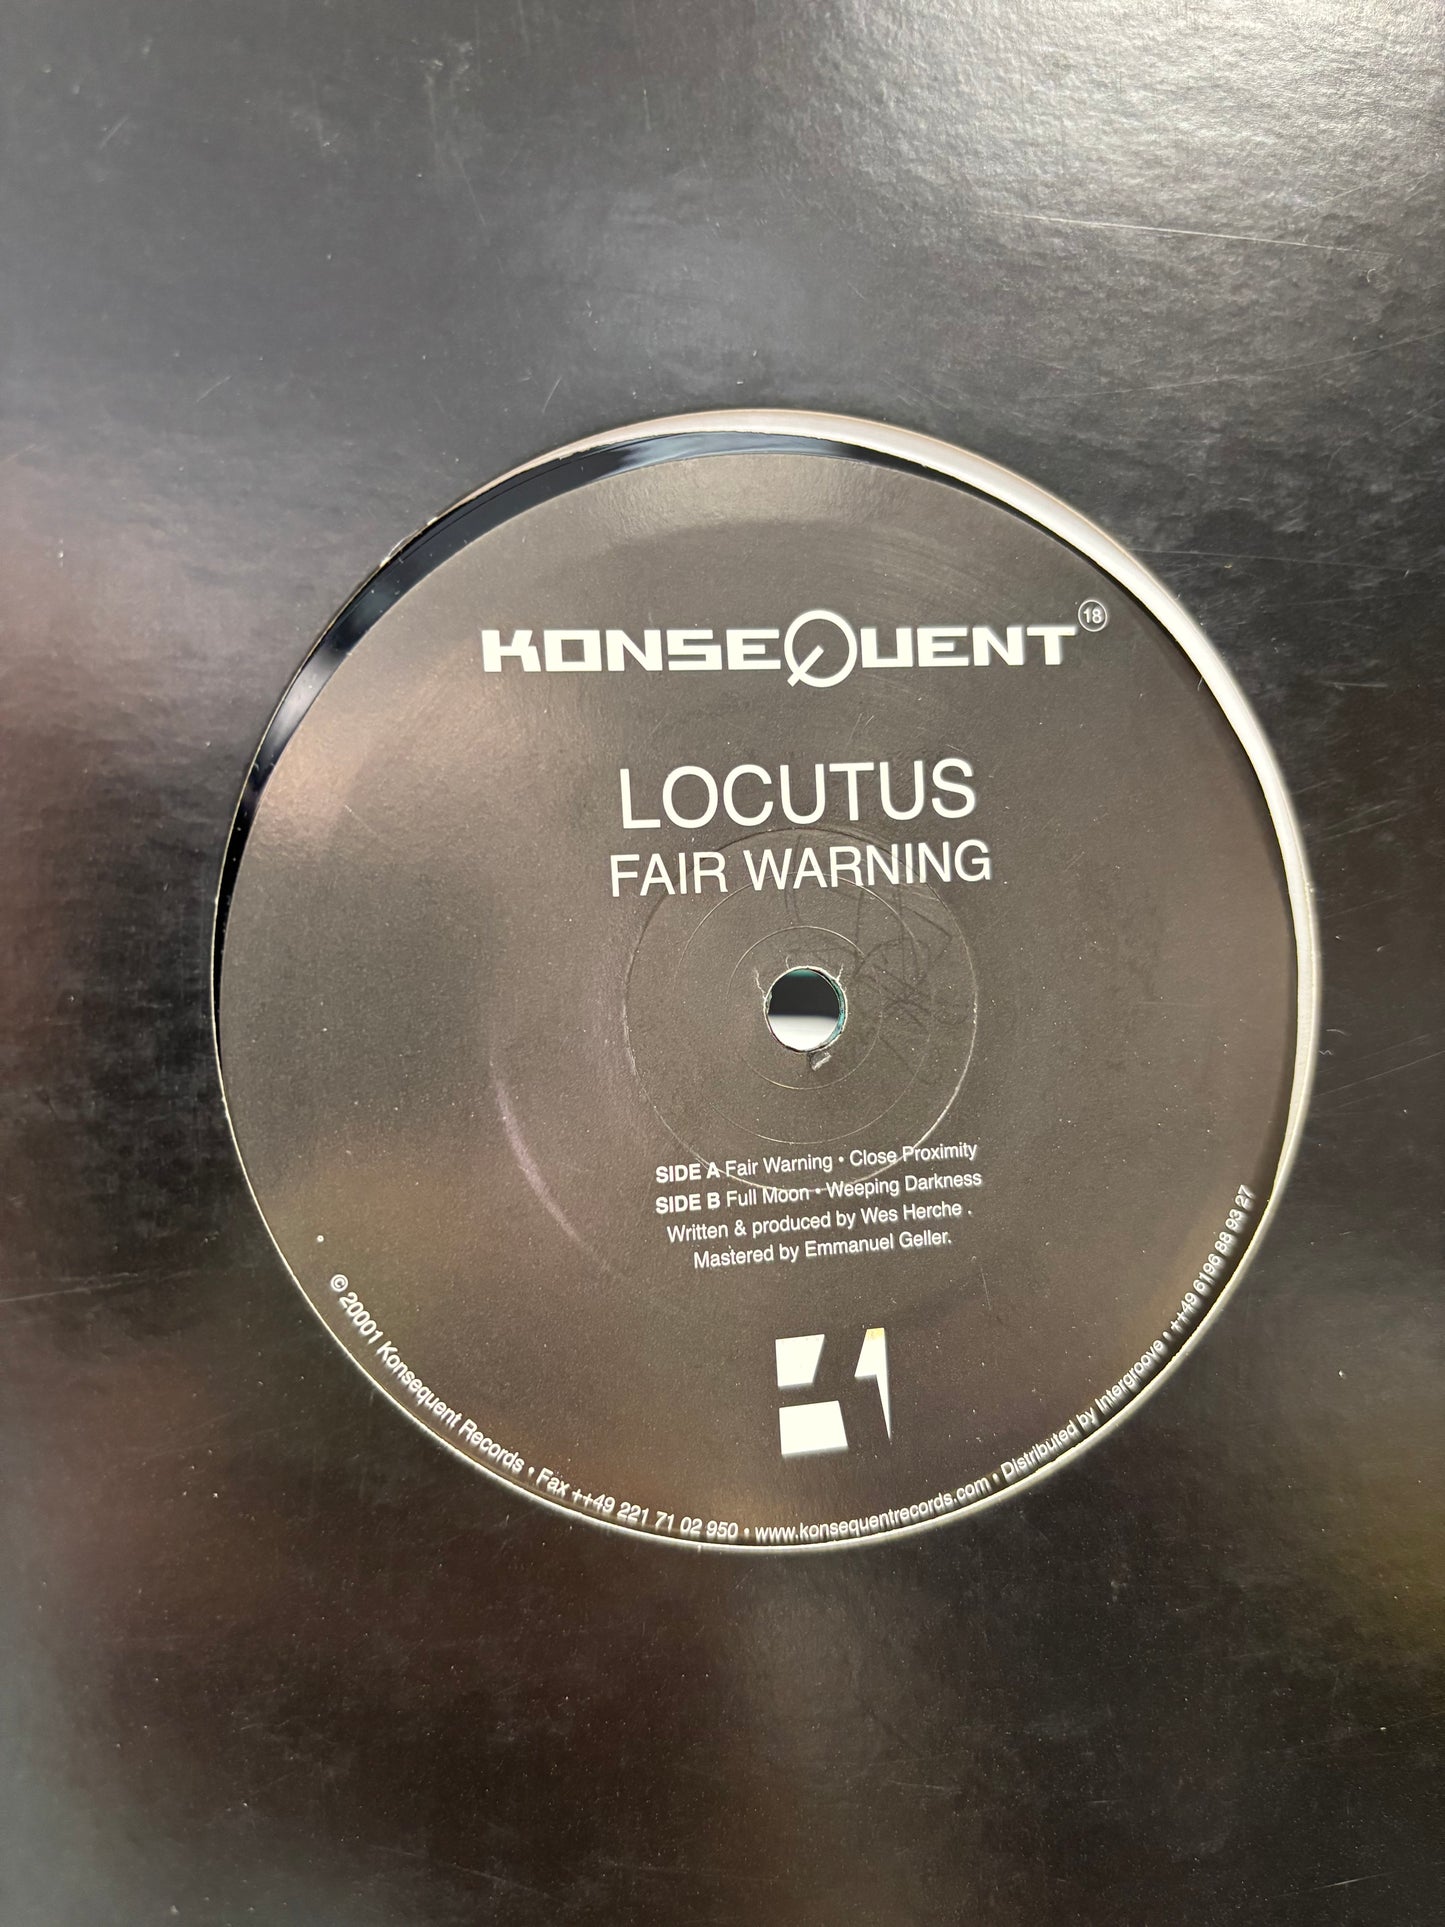 KONSEQUENT 18
LOCUTUS
FAIR WARNING
SIDE A Fair Warning • Close Proximity
SIDE B Full Moon • Weeping Darkness
Written & produced by Wes Herche .
Mastered by Emmanuel Geller.
© 20001 Konsequent Records • Fax ++49 221 71 02 950 • www.konsequentrecords.com • Distributed by Intergroove • ++49 6196 88 93 27